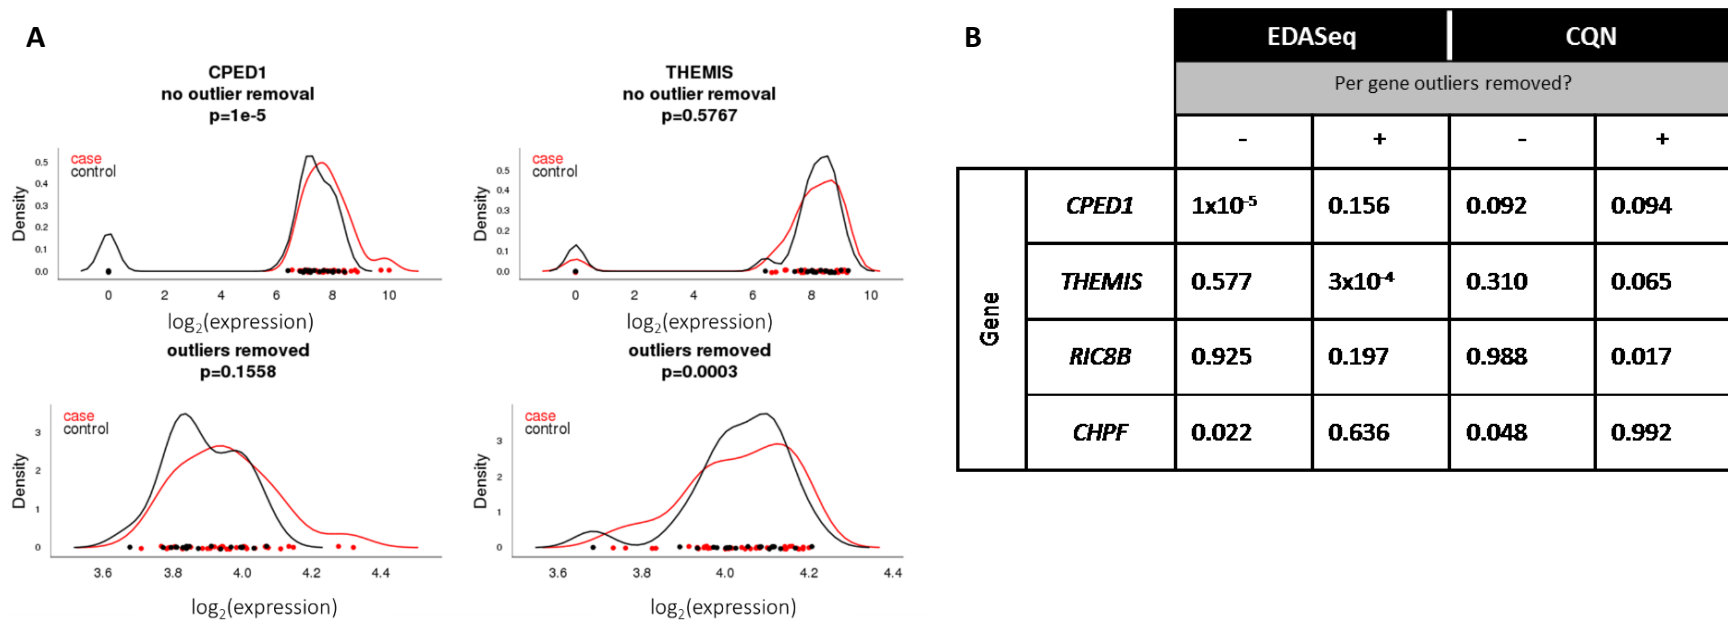 A
CPED1
no outlier removal
p=1e-5
case
control
Density
0.5
0.4
0.3
0.2
0.1
0.0
0 2 4 6 8 10
log2(expression)
THEMIS
no outlier removal
p=0.5767
case
control
Density
0.5
0.4
0.3
0.2
0.1
0.0
0 2 4 6 8 10
log2(expression)
outliers removed
p=0.1558
case
control
Density
3
2
1
0
3.6 3.8 4.0 4.2 4.4
log2(expression)
outliers removed
p=0.0003
case
control
Density
3
2
1
0
3.6 3.8 4.0 4.2 4.4
log2(expression)
B
EDASeq CQN
Per gene outliers removed?
- + - +
Gene
CPED1 1x10⁻⁵ 0.156 0.092 0.094
THEMIS 0.577 3x10⁻⁴ 0.310 0.065
RIC8B 0.925 0.197 0.988 0.017
CHPF 0.022 0.636 0.048 0.992